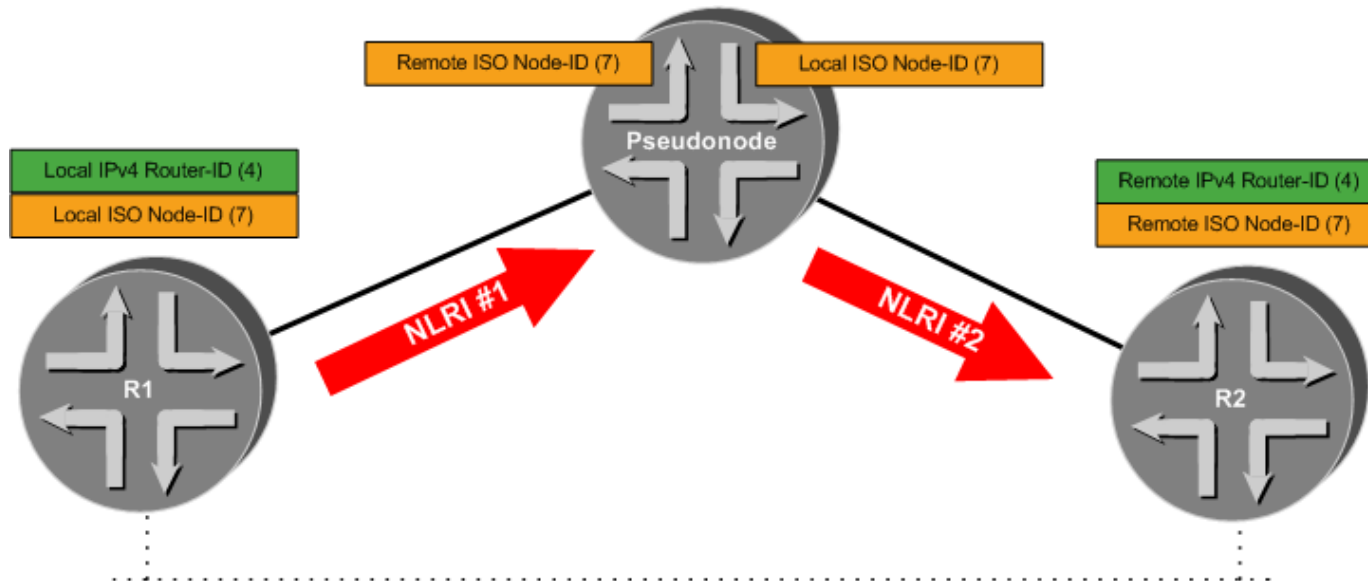 Remote ISO Node-ID (7)
Local ISO Node-ID (7)
Pseudonode
Local IPv4 Router-ID (4)
Local ISO Node-ID (7)
Remote IPv4 Router-ID (4)
Remote ISO Node-ID (7)
NLRI #1
NLRI #2
R1
R2